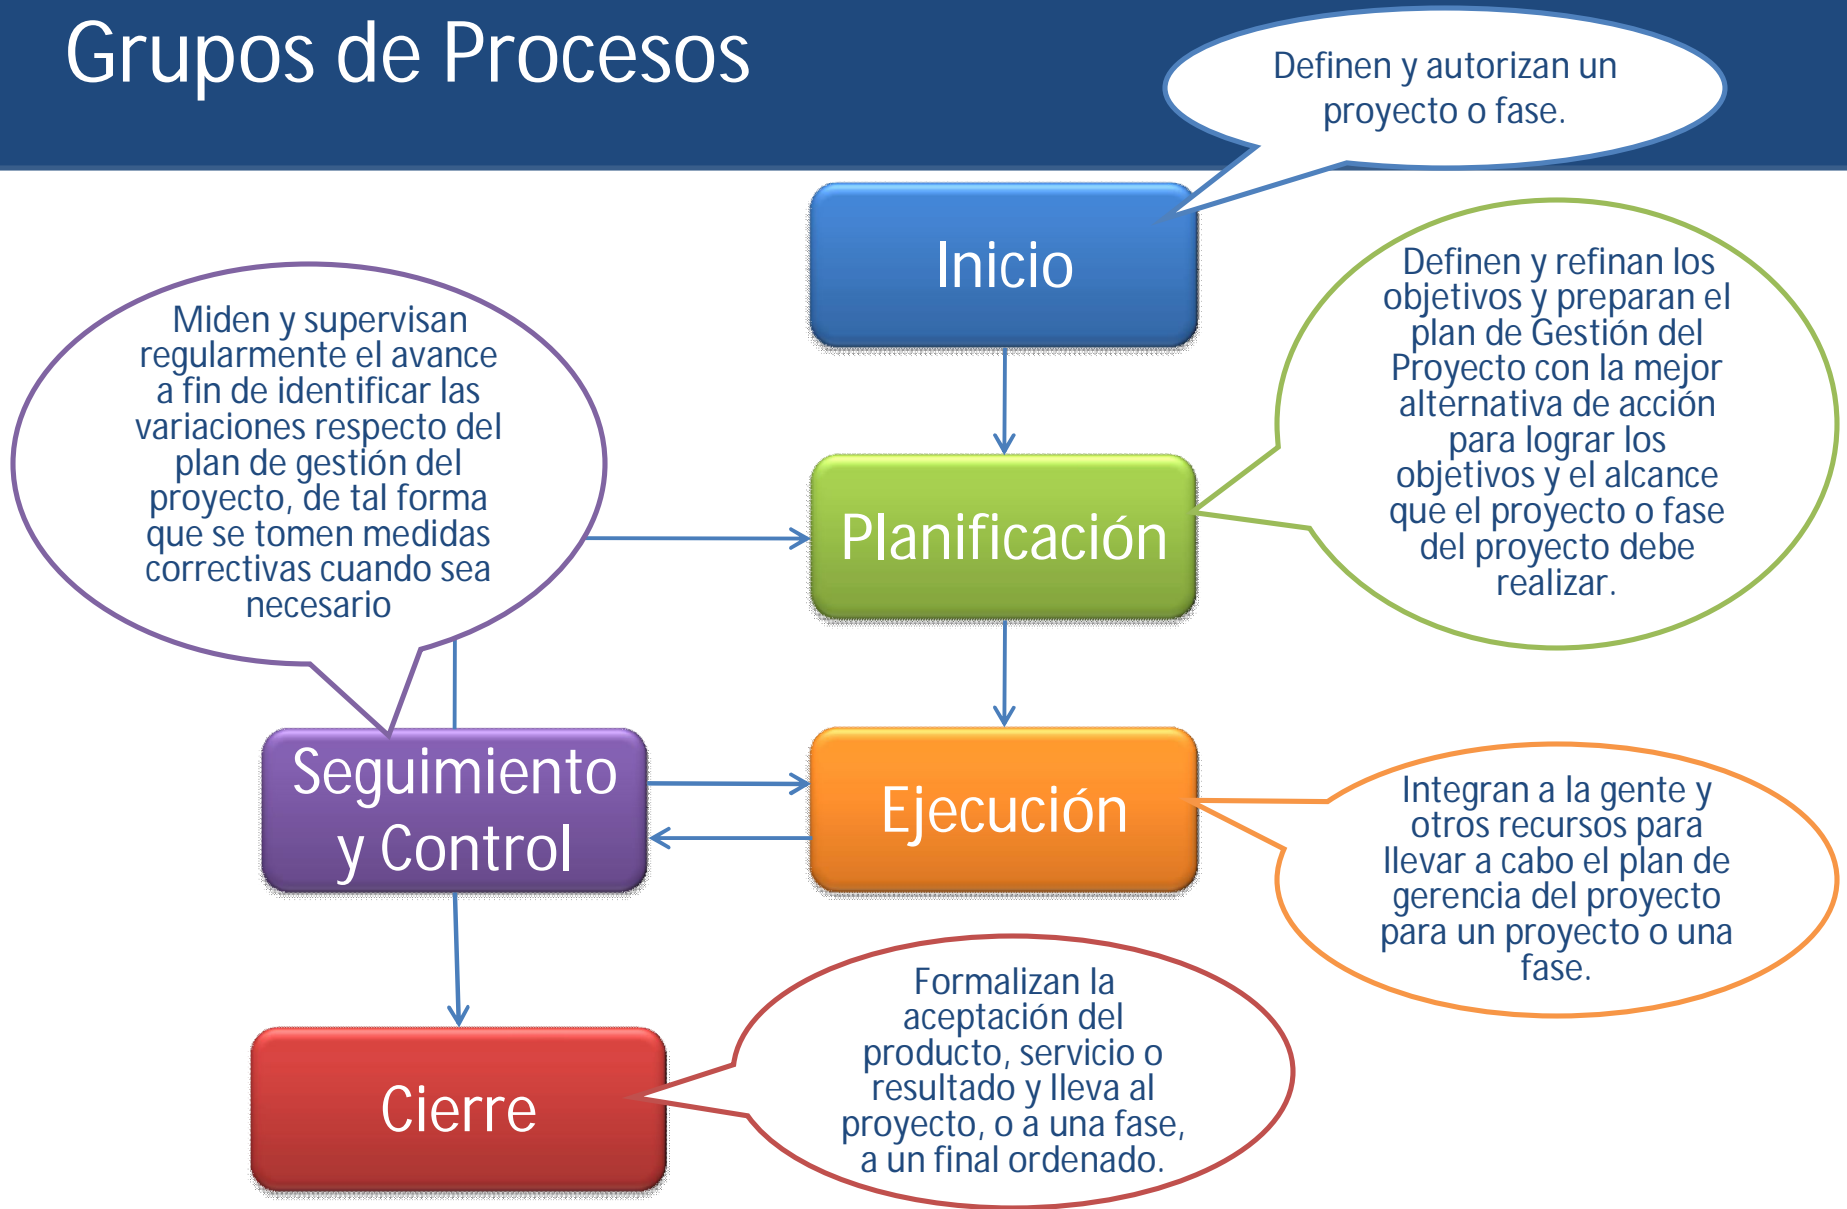 Grupos de Procesos
Definen y autorizan un
proyecto o fase.
Inicio
Definen y refinan los
objetivos y preparan el
plan de Gestión del
Proyecto con la mejor
alternativa de acción
para lograr los
objetivos y el alcance
que el proyecto o fase
del proyecto debe
realizar.
Miden y supervisan
regularmente el avance
a fin de identificar las
variaciones respecto del
plan de gestión del
proyecto, de tal forma
que se tomen medidas
correctivas cuando sea
necesario
Planificación
Seguimiento
y Control
Ejecución
Integran a la gente y
otros recursos para
llevar a cabo el plan de
gerencia del proyecto
para un proyecto o una
fase.
Formalizan la
aceptación del
producto, servicio o
resultado y lleva al
proyecto, o a una fase,
a un final ordenado.
Cierre